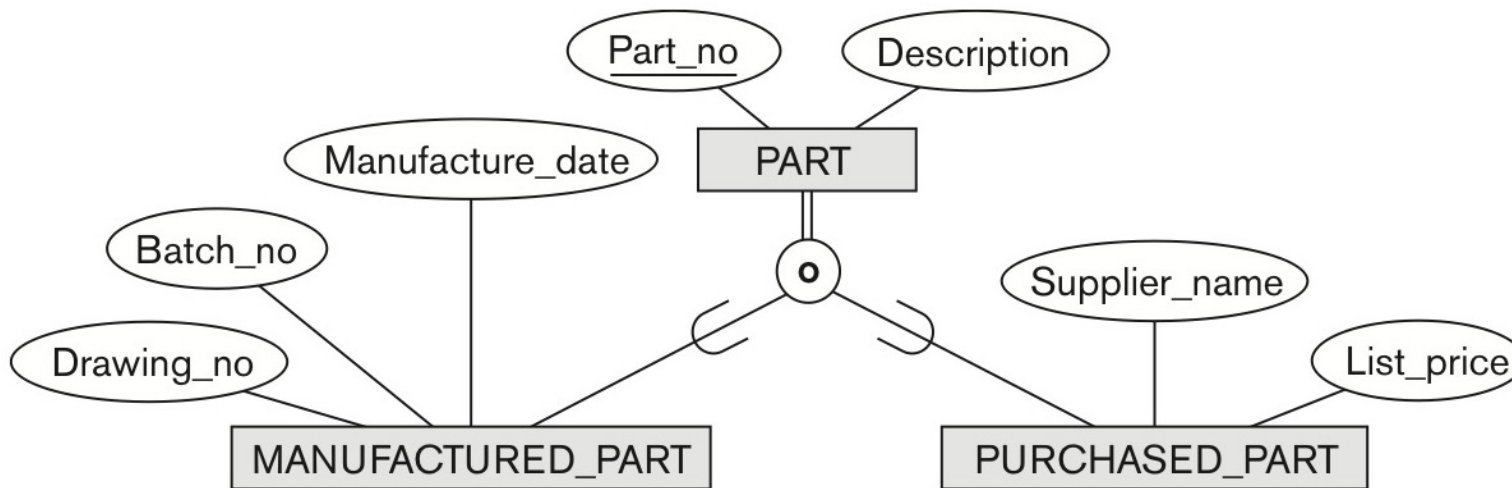 Part_no
Description
Manufacture_date
PART
Batch_no
o
Supplier_name
Drawing_no
List_price
MANUFACTURED_PART
PURCHASED_PART